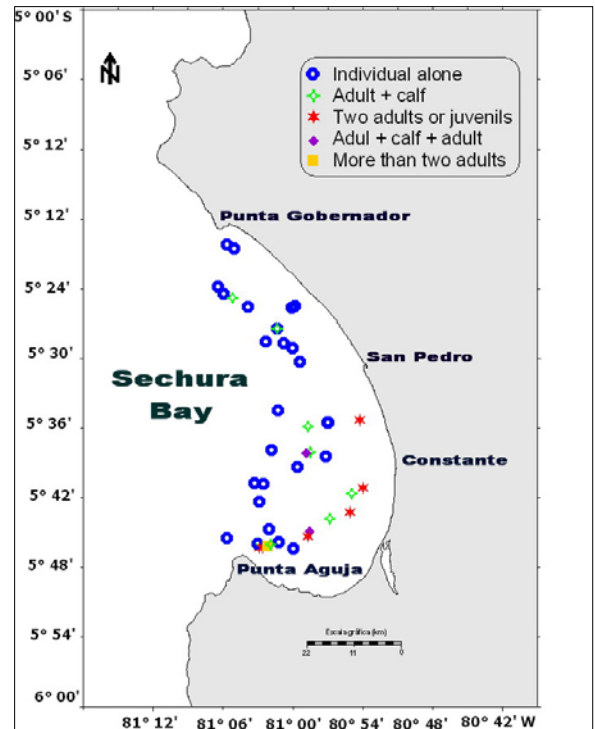 5° 00' S
N
5° 06'
Individual alone
Adult + calf
Two adults or juvenils
Adul + calf + adult
More than two adults
5° 12'
5° 12'
Punta Gobernador
5° 24'
5° 30'
San Pedro
Sechura
Bay
5° 36'
Constante
5° 42'
5° 48'
Punta Aguja
5° 54'
Escala gráfica (km)
22 11 0
6° 00'
81° 12' 81° 06' 81° 00' 80° 54' 80° 48' 80° 42' W